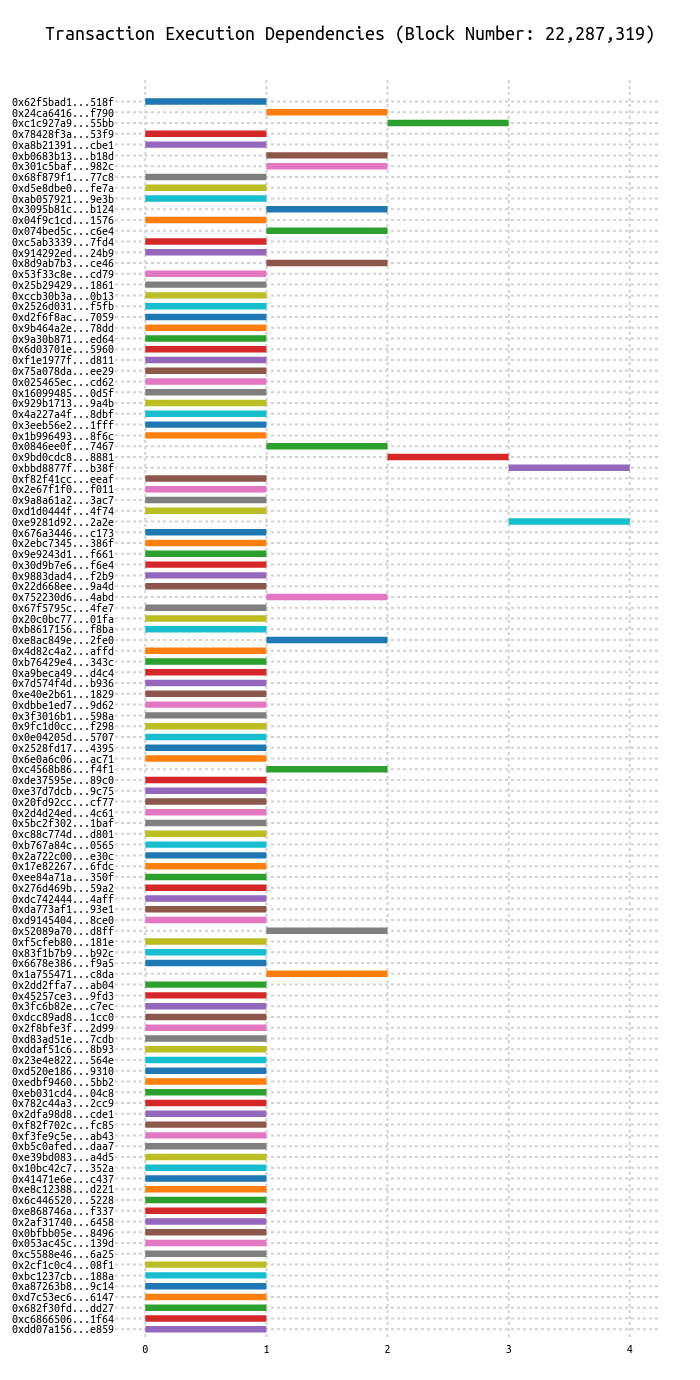 Transaction Execution Dependencies (Block Number: 22,287,319)
0x62f5bad1...518f
0x24ca6416...f790
0xc1c927a9...55bb
0x78428f3a...53f9
0xa8b21391...cbe1
0xb0683b13...b18d
0x301c5baf...982c
0x68f879f1...77c8
0xd5e8dbe0...fe7a
0xab057921...9e3b
0x3095b81c...b124
0x04f9c1cd...1576
0x074bed5c...c6e4
0xc5ab3339...7fd4
0x914292ed...24b9
0x8d9ab7b3...ce46
0x53f33c8e...cd79
0x25b29429...1861
0xccb30b3a...0b13
0x2526d031...f5fb
0xd2f6f8ac...7059
0x9b464a2e...78dd
0x9a30b871...ed64
0x6d03701e...5960
0xf1e1977f...d811
0x75a078da...ee29
0x025465ec...cd62
0x16099485...0d5f
0x929b1713...9a4b
0x4a227a4f...8dbf
0x3eeb56e2...1fff
0x1b996493...8f6c
0x0846ee0f...7467
0x9bd0cdc8...8881
0xbbd8877f...b38f
0xf82f41cc...eeaf
0x2e67f1f0...f011
0x9a8a61a2...3ac7
0xd1d0444f...4f74
0xe9281d92...2a2e
0x676a3446...c173
0x2ebc7345...386f
0x9e9243d1...f661
0x30d9b7e6...f6e4
0x9883dad4...f2b9
0x22d668ee...9a4d
0x752230d6...4abd
0x67f5795c...4fe7
0x20c0bc77...01fa
0xb8617156...f8ba
0xe8ac849e...2fe0
0x4d82c4a2...affd
0xb76429e4...343c
0xa9beca49...d4c4
0x7d574f4d...b936
0xe40e2b61...1829
0xdbbe1ed7...9d62
0x3f3016b1...598a
0x9fc1d0cc...f298
0x0e04205d...5707
0x2528fd17...4395
0x6e0a6c06...ac71
0xc4568b86...f4f1
0xde37595e...89c0
0xe37d7dcb...9c75
0x20fd92cc...cf77
0x2d4d24ed...4c61
0x5bc2f302...1baf
0xc88c774d...d801
0xb767a84c...0565
0x2a722c00...e30c
0x17e82267...6fdc
0xee84a71a...350f
0x276d469b...59a2
0xdc742444...4aff
0xda773af1...93e1
0xd9145404...8ce0
0x52089a70...d8ff
0xf5cfeb80...181e
0x83f1b7b9...b92c
0x6678e386...f9a5
0x1a755471...c8da
0x2dd2ffa7...ab04
0x45257ce3...9fd3
0x3fc6b82e...c7ec
0xdcc89ad8...1cc0
0x2f8bfe3f...2d99
0xd83ad51e...7cdb
0xddaf51c6...8b93
0x23e4e822...564e
0xd520e186...9310
0xedbf9460...5bb2
0xeb031cd4...04c8
0x782c44a3...2cc9
0x2dfa98d8...cde1
0xf82f702c...fc85
0xf3fe9c5e...ab43
0xb5c0afed...daa7
0xe39bd083...a4d5
0x10bc42c7...352a
0x41471e6e...c437
0xe8c12388...d221
0x6c446520...5228
0xe868746a...f337
0x2af31740...6458
0x0bfbb05e...8496
0x053ac45c...139d
0xc5588e46...6a25
0x2cf1c0c4...08f1
0xbc1237cb...188a
0xa87263b8...9c14
0xd7c53ec6...6147
0x682f30fd...dd27
0xc6866506...1f64
0xdd07a156...e859
0 1 2 3 4